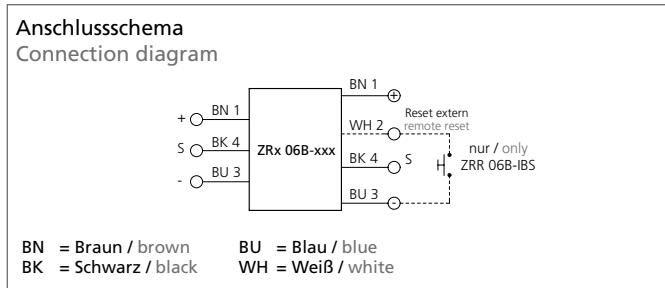 Anschlussschema
Connection diagram
BN 1
+ BN 1 +
Reset extern
WH 2 remote reset
S BK 4 ZRx 06B-xxx BK 4 S nur / only
ZRR 06B-IBS
- BU 3 BU 3 -
BN = Braun / brown BU = Blau / blue
BK = Schwarz / black WH = Weiß / white